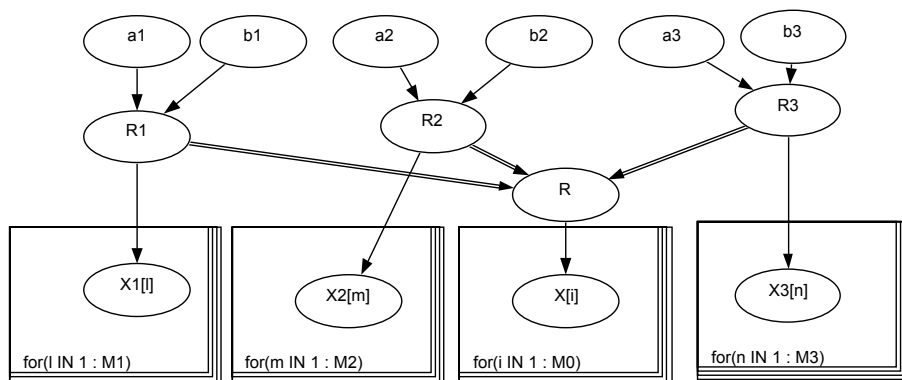 a1
b1
a2
b2
a3
b3
R1
R2
R3
R
X1[l]
X2[m]
X[i]
X3[n]
for(l IN 1 : M1)
for(m IN 1 : M2)
for(i IN 1 : M0)
for(n IN 1 : M3)